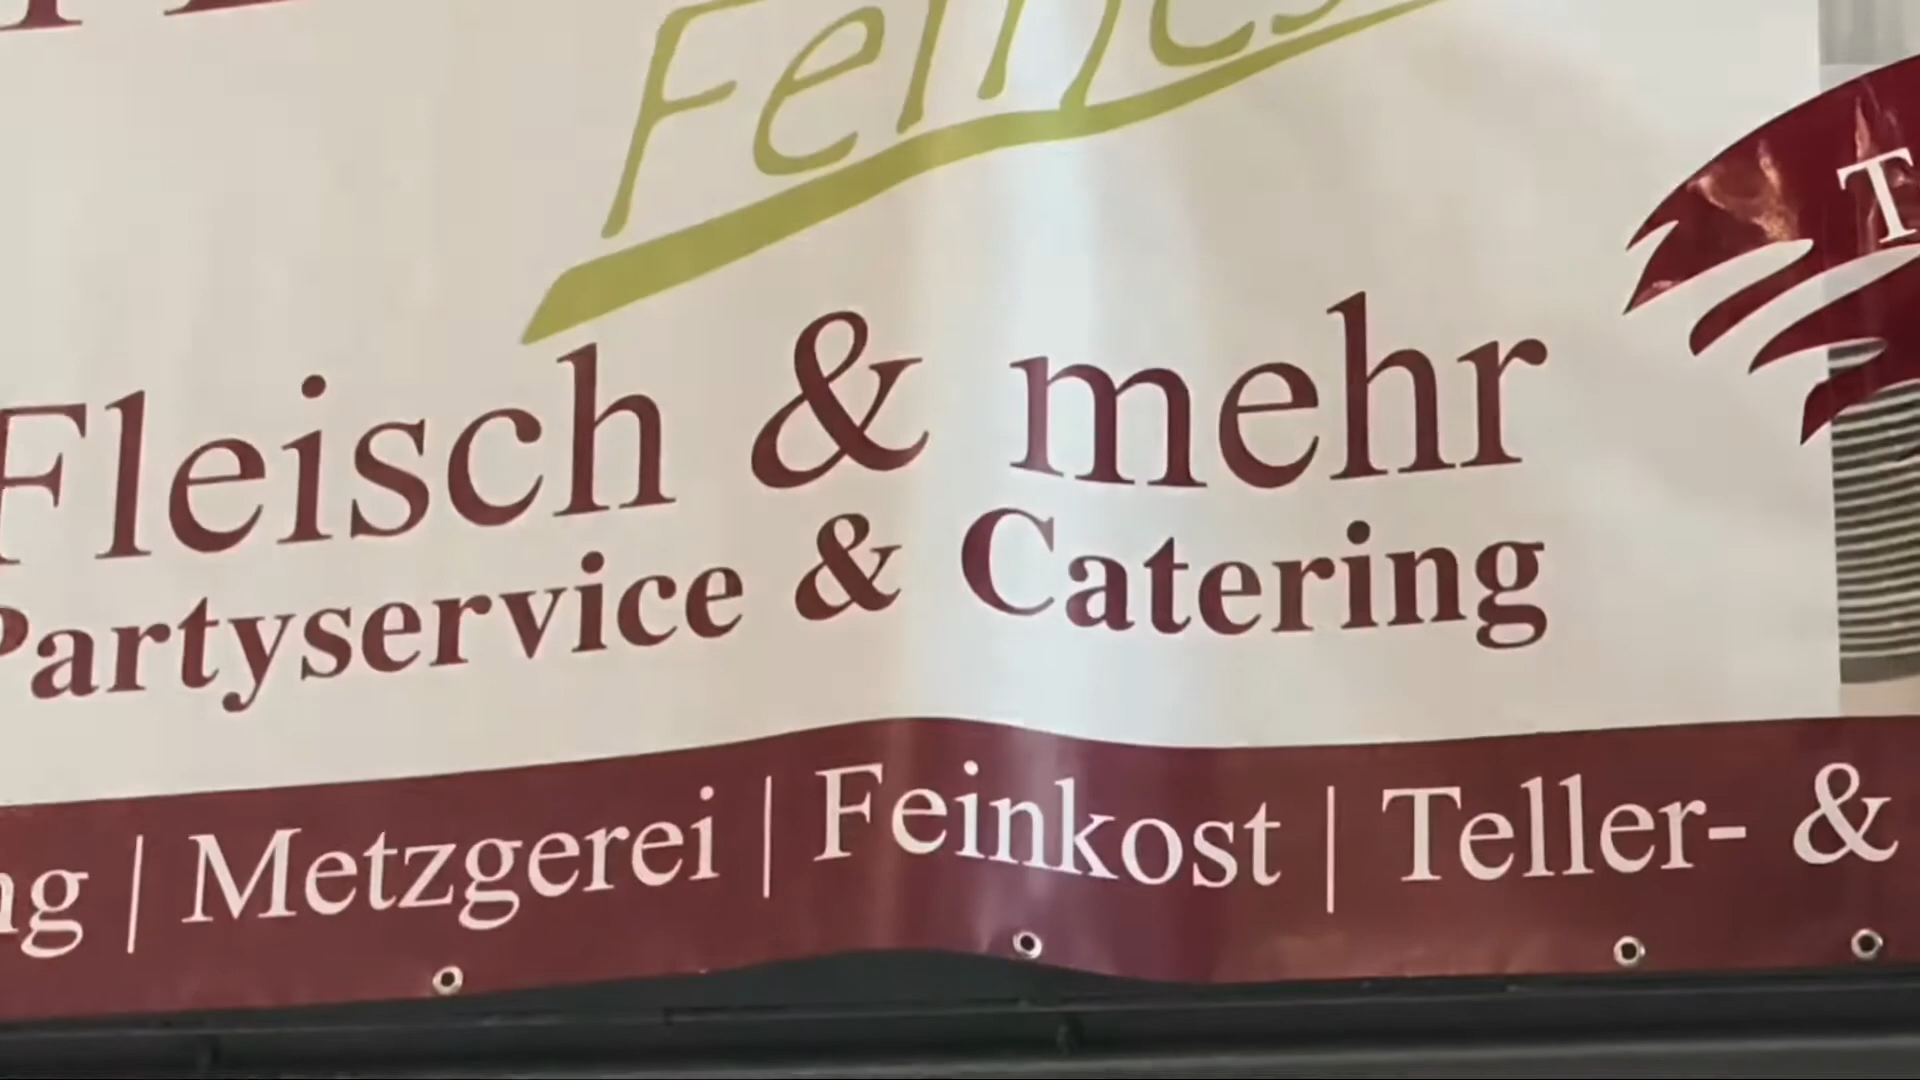 Fleisch & mehr
Partyservice & Catering
| Metzgerei | Feinkost | Teller- &